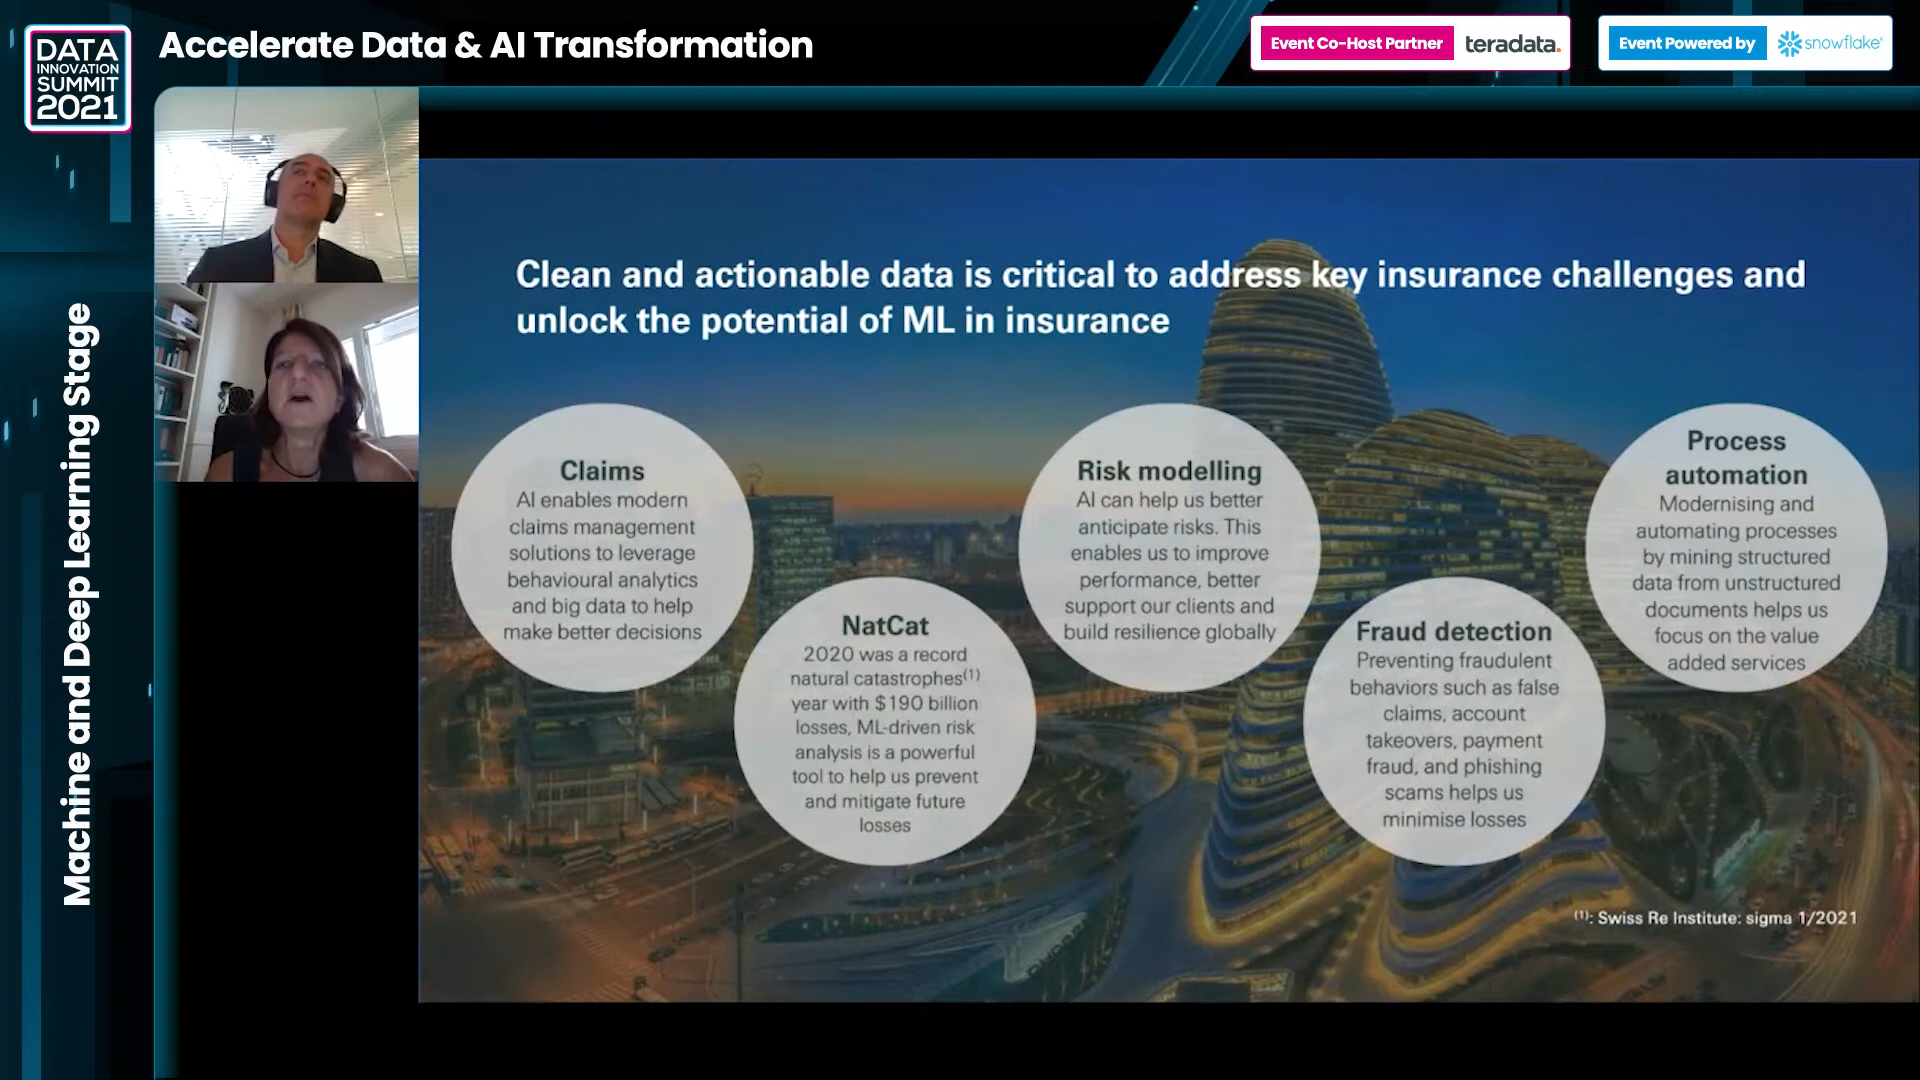 DATA
INNOVATION
SUMMIT
2021
Accelerate Data & AI Transformation
Event Co-Host Partner
teradata.
Event Powered by
snowflake®
Machine and Deep Learning Stage
Clean and actionable data is critical to address key insurance challenges and
unlock the potential of ML in insurance
Claims
AI enables modern
claims management
solutions to leverage
behavioural analytics
and big data to help
make better decisions
NatCat
2020 was a record
natural catastrophes(1)
year with $190 billion
losses, ML-driven risk
analysis is a powerful
tool to help us prevent
and mitigate future
losses
Risk modelling
AI can help us better
anticipate risks. This
enables us to improve
performance, better
support our clients and
build resilience globally
Fraud detection
Preventing fraudulent
behaviors such as false
claims, account
takeovers, payment
fraud, and phishing
scams helps us
minimise losses
Process
automation
Modernising and
automating processes
by mining structured
data from unstructured
documents helps us
focus on the value
added services
(1): Swiss Re Institute: sigma 1/2021